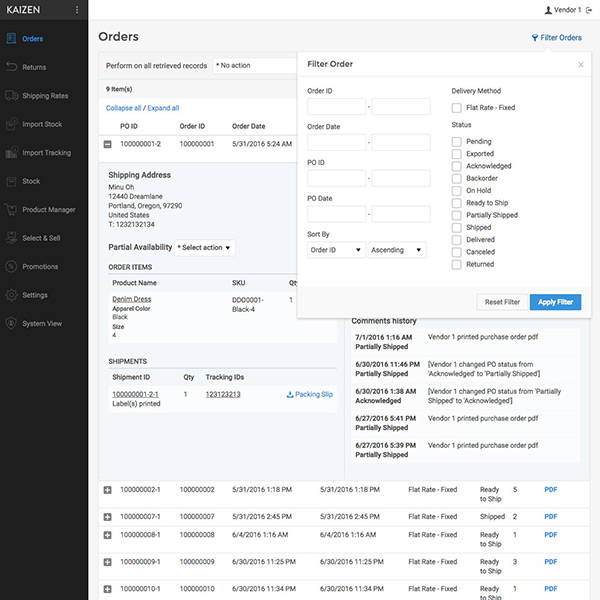 KAIZEN
Vendor 1
Orders
Returns
Shipping Rates
Import Stock
Import Tracking
Stock
Product Manager
Select & Sell
Promotions
Settings
System View
Orders
Filter Orders
Perform on all retrieved records * No action
9 Item(s)
Collapse all / Expand all
PO ID Order ID Order Date
100000001-2 100000001 5/31/2016 5:24 AM
Shipping Address
Minu Oh
12440 Dreamlane
Portland, Oregon, 97290
United States
T: 1232132134
Partial Availability * Select action
ORDER ITEMS
Product Name SKU Qty
Denim Dress DDO0001- 1
Black-4
Apparel Color
Black
Size
4
SHIPMENTS
Shipment ID Qty Tracking IDs
100000001-2-1 1 123123213 Packing Slip
Label(s) printed
Filter Order x
Order ID
-
Order Date
-
PO ID
-
PO Date
-
Sort By
Order ID Ascending
Delivery Method
Flat Rate - Fixed
Status
Pending
Exported
Acknowledged
Backorder
On Hold
Ready to Ship
Partially Shipped
Shipped
Delivered
Canceled
Returned
Reset Filter Apply Filter
Comments history
7/1/2016 1:16 AM Vendor 1 printed purchase order pdf
Partially Shipped
6/30/2016 11:46 PM [Vendor 1 changed PO status from
Partially Shipped 'Acknowledged' to 'Partially Shipped']
6/30/2016 1:38 AM [Vendor 1 changed PO status from 'Partially
Acknowledged Shipped' to 'Acknowledged']
6/27/2016 5:41 PM Vendor 1 printed purchase order pdf
Partially Shipped
6/27/2016 5:39 PM Vendor 1 printed purchase order pdf
Partially Shipped
100000002-1 100000002 5/31/2016 1:18 PM 5/31/2016 1:18 PM Flat Rate - Fixed Ready 5 PDF
to Ship
100000007-1 100000007 5/31/2016 2:45 PM 5/31/2016 2:45 PM Flat Rate - Fixed Shipped 2 PDF
100000008-1 100000008 6/4/2016 1:16 AM 6/4/2016 1:16 AM Flat Rate - Fixed Ready 1 PDF
to Ship
100000009-1 100000009 6/30/2016 11:25 PM 6/30/2016 11:25 PM Flat Rate - Fixed Ready 3 PDF
to Ship
100000010-1 100000010 6/30/2016 11:34 PM 6/30/2016 11:34 PM Flat Rate - Fixed Ready 1 PDF
to Ship